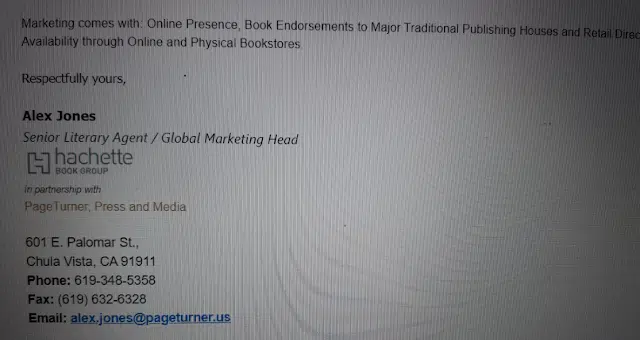 Marketing comes with: Online Presence, Book Endorsements to Major Traditional Publishing Houses and Retail
Availability through Online and Physical Bookstores.
Respectfully yours,
Alex Jones
Senior Literary Agent / Global Marketing Head
hachette
BOOK GROUP
in partnership with
PageTurner, Press and Media
601 E. Palomar St.,
Chula Vista, CA 91911
Phone: 619-348-5358
Fax: (619) 632-6328
Email: alex.jones@pageturner.us